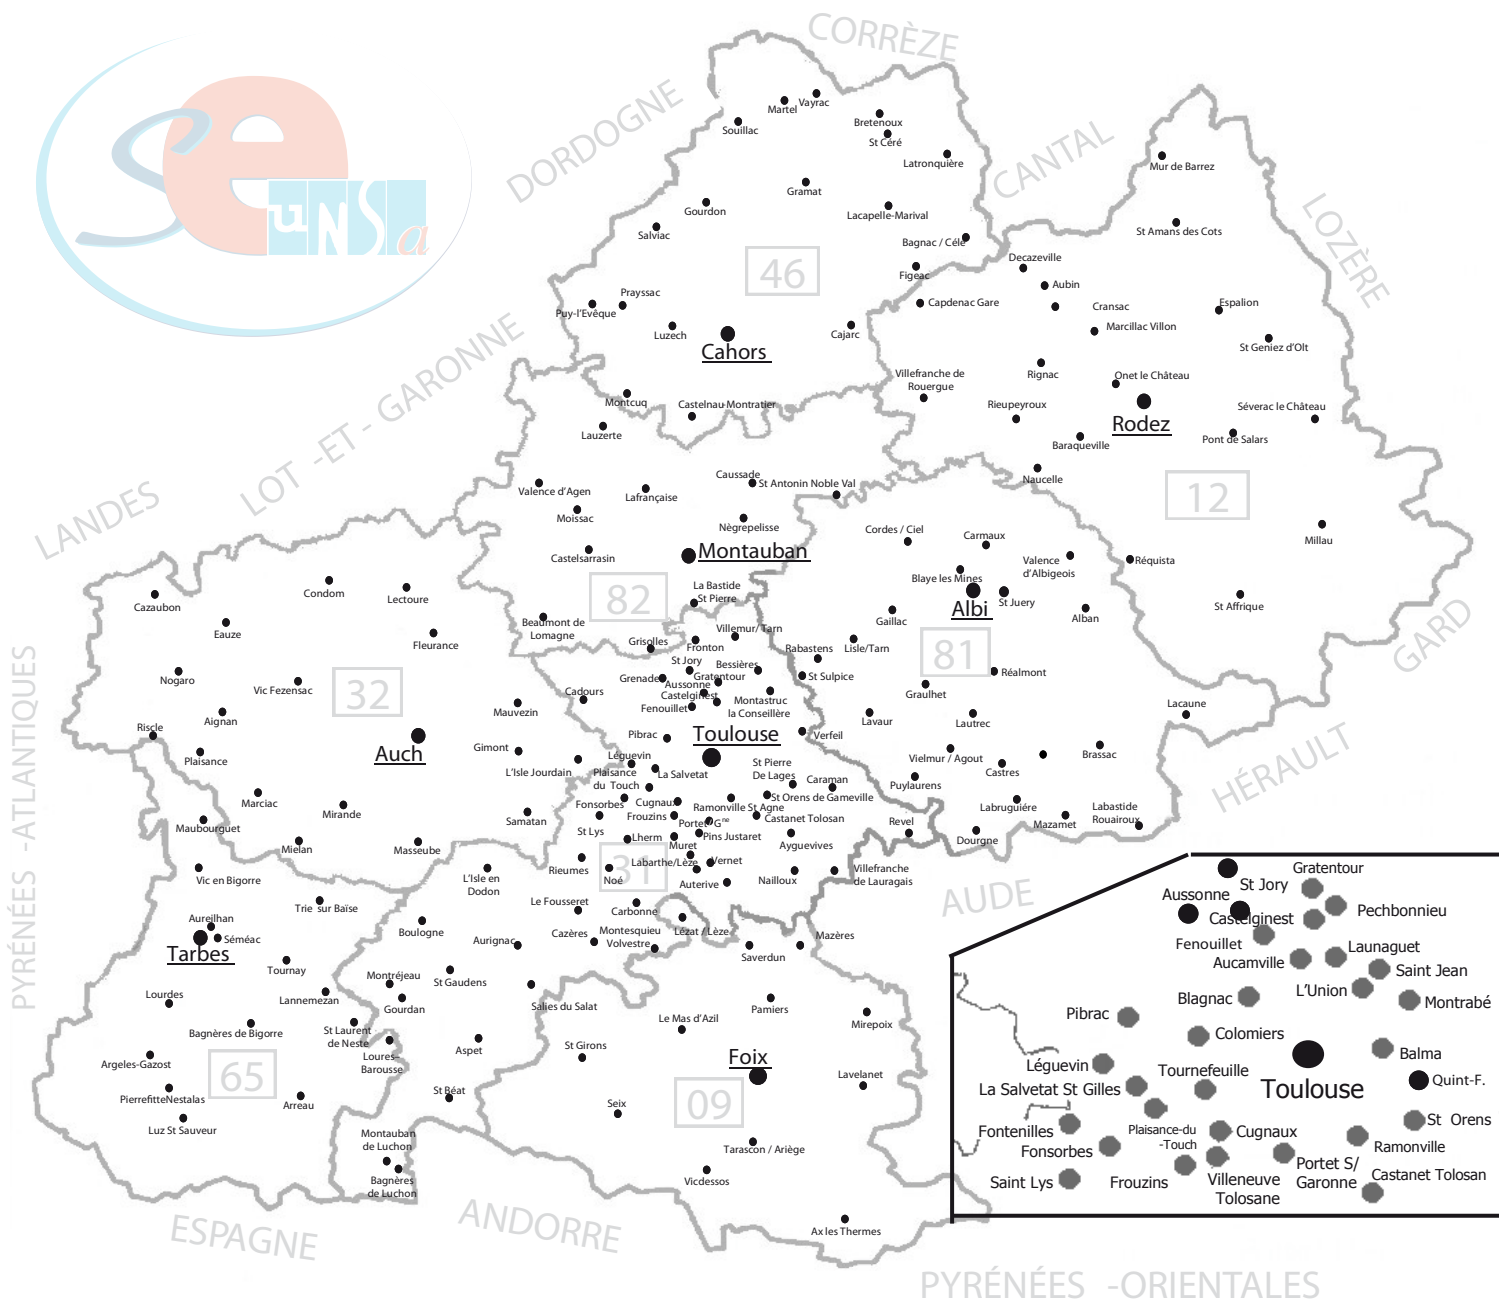 CORRÈZE
DORDOGNE
CANTAL
LOZÈRE
LOT -ET - GARONNE
LANDES
GARD
HÉRAULT
AUDE
PYRÉNÉES -ATLANTIQUES
ESPAGNE
ANDORRE
PYRÉNÉES -ORIENTALES
Se
UNSa
Martel
Vayrac
Souillac
Bretenoux
St Céré
Latronquière
Gramat
Gourdon
Lacapelle-Marival
Salviac
Bagnac / Célé
46
Figeac
Prayssac
Puy-l'Evêque
Luzech
Cahors
Cajarc
Montcuq
Castelnau-Montratier
Mur de Barrez
St Amans des Cots
Decazeville
Aubin
Capdenac Gare
Cransac
Espalion
Marcillac Villon
St Geniez d'Olt
Villefranche de
Rouergue
Rignac
Onet le Château
Rieupeyroux
Rodez
Séverac le Château
Baraqueville
Pont de Salars
Naucelle
12
Millau
Réquista
St Affrique
Lauzerte
Valence d'Agen
Lafrançaise
Caussade
St Antonin Noble Val
Moissac
Nègrepelisse
Castelsarrasin
Montauban
82
La Bastide
St Pierre
Beaumont de
Lomagne
Grisolles
Cordes / Ciel
Carmaux
Valence
d'Albigeois
Blaye les Mines
Albi
St Juery
Alban
Gaillac
Lisle/Tarn
81
Rabastens
St Sulpice
Réalmont
Graulhet
Lavaur
Lautrec
Lacaune
Vielmur / Agout
Castres
Brassac
Puylaurens
Labruguiére
Mazamet
Labastide
Rouairoux
Dourgne
Cazaubon
Condom
Lectoure
Eauze
Fleurance
Nogaro
Vic Fezensac
32
Mauvezin
Aignan
Riscle
Plaisance
Auch
Gimont
L'Isle Jourdain
Marciac
Mirande
Samatan
Mielan
Masseube
Villemur/ Tarn
Fronton
St Jory
Bessières
Grenade
Gratentour
Aussonne
Castelginest
Cadours
Fenouillet
Montastruc
la Conseillère
Pibrac
Toulouse
Verfeil
Léguevin
La Salvetat
Plaisance
du Touch
St Pierre
De Lages
Caraman
St Orens de Gameville
Fonsorbes
Cugnaux
Ramonville St Agne
Frouzins
Portet/Gne
Castanet Tolosan
St Lys
Pins Justaret
Revel
Lherm
Muret
Ayguevives
Labarthe/Lèze
Vernet
Rieumes
31
Noé
Auterive
Nailloux
Villefranche
de Lauragais
L'Isle en
Dodon
Le Fousseret
Carbonne
Lézat / Lèze
Boulogne
Aurignac
Cazères
Montesquieu
Volvestre
Montréjeau
St Gaudens
Gourdan
Salies du Salat
Aspet
St Béat
Montauban
de Luchon
Bagnères
de Luchon
Maubourguet
Vic en Bigorre
Trie sur Baïse
Aureilhan
Séméac
Tarbes
Tournay
Lourdes
Lannemezan
Bagnères de Bigorre
St Laurent
de Neste
Loures-
Barousse
Argeles-Gazost
65
PierrefitteNestalas
Arreau
Luz St Sauveur
Mazères
Saverdun
Pamiers
Le Mas d'Azil
Mirepoix
St Girons
Foix
Lavelanet
Seix
09
Tarascon / Ariège
Vicdessos
Ax les Thermes
Gratentour
St Jory
Aussonne
Castelginest
Pechbonnieu
Fenouillet
Launaguet
Aucamville
Saint Jean
L'Union
Montrabé
Blagnac
Pibrac
Colomiers
Balma
Léguevin
Tournefeuille
Toulouse
Quint-F.
La Salvetat St Gilles
St Orens
Fontenilles
Plaisance-du
-Touch
Cugnaux
Ramonville
Fonsorbes
Portet S/
Garonne
Castanet Tolosan
Saint Lys
Frouzins
Villeneuve
Tolosane